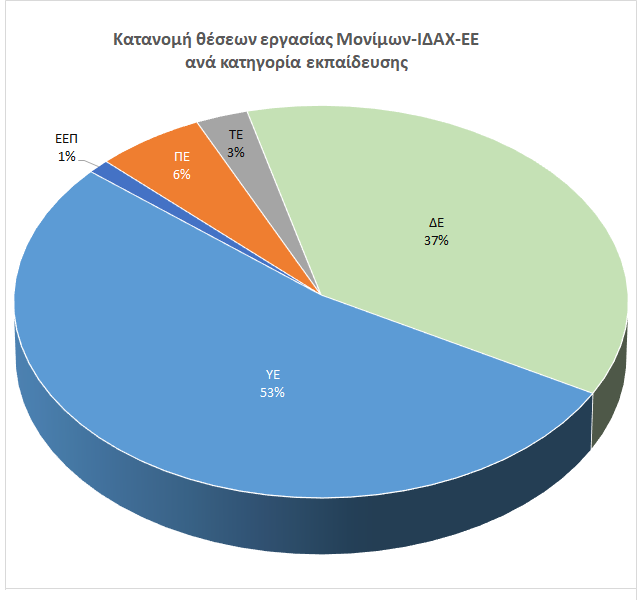 Κατανομή θέσεων εργασίας Μονίμων-ΙΔΑΧ-ΕΕ
ανά κατηγορία εκπαίδευσης
ΕΕΠ
1%
ΠΕ
6%
ΤΕ
3%
ΔΕ
37%
ΥΕ
53%